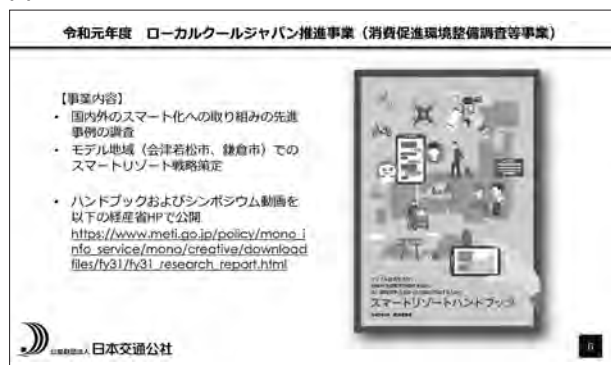 令和元年度　ローカルクールジャパン推進事業（消費促進環境整備調査等事業）
【事業内容】
・ 国内外のスマート化への取り組みの先進
事例の調査
・ モデル地域（会津若松市、鎌倉市）での
スマートリゾート戦略策定
・ ハンドブックおよびシンポジウム動画を
以下の経産省HPで公開
https://www.meti.go.jp/policy/mono_i
nfo_service/mono/creative/download
files/fy31/fy31_research_report.html
スマートリゾートハンドブック
公益財団法人 日本交通公社
6